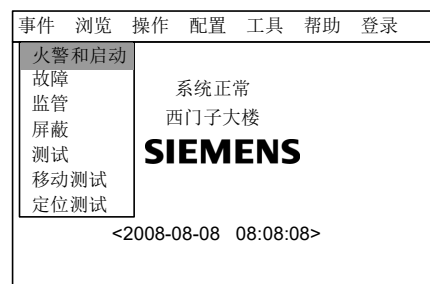 事件 浏览 操作 配置 工具 帮助 登录
火警和启动
故障
监管
屏蔽
测试
移动测试
定位测试
系统正常
西门子大楼
SIEMENS
<2008-08-08 08:08:08>